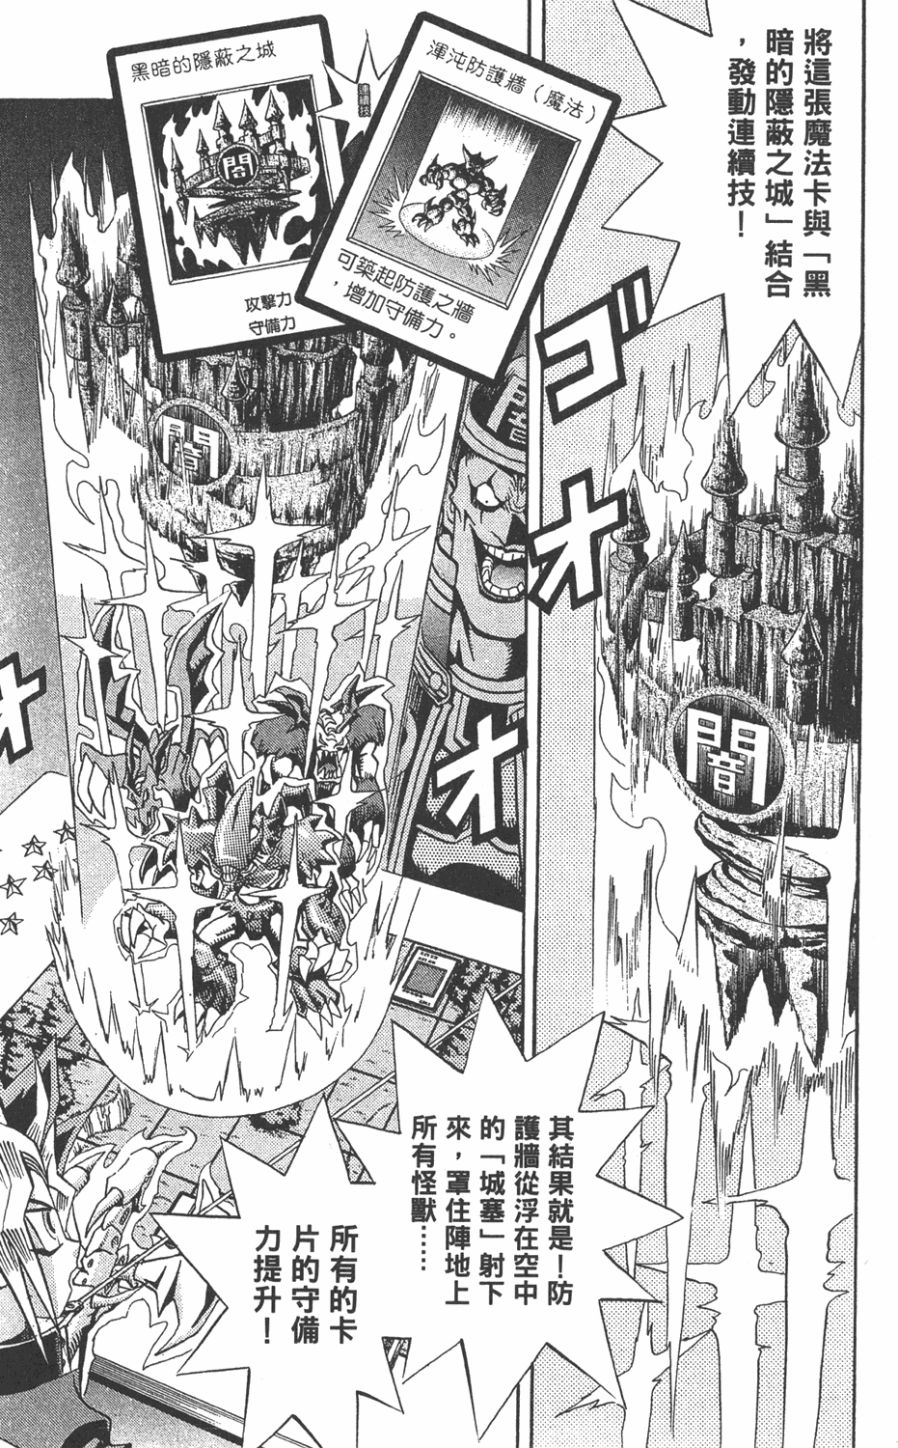 將這張魔法卡與「黑
暗的隱蔽之城」結合
，發動連續技！
渾沌防護牆（魔法）
可築起防護之牆
，增加守備力。
連續技
黑暗的隱蔽之城
闇
攻擊力
守備力
ゴ
オ
オ
オ
闇
闇
闇
其結果就是！防
護牆從浮在空中
的「城塞」射下
來，罩住陣地上
所有怪獸……
所有的卡
片的守備
力提升！